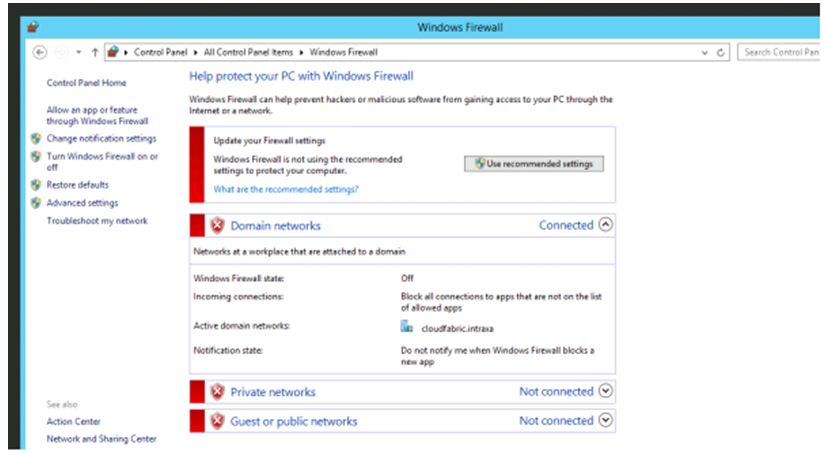 Windows Firewall
Control Panel All Control Panel Items Windows Firewall
Search Control Pan
Control Panel Home
Allow an app or feature
through Windows Firewall
Change notification settings
Turn Windows Firewall on or
off
Restore defaults
Advanced settings
Troubleshoot my network
See also
Action Center
Network and Sharing Center
Help protect your PC with Windows Firewall
Windows Firewall can help prevent hackers or malicious software from gaining access to your PC through the
Internet or a network.
Update your Firewall settings
Windows Firewall is not using the recommended
settings to protect your computer.
Use recommended settings
What are the recommended settings?
Domain networks Connected
Networks at a workplace that are attached to a domain
Windows Firewall state: Off
Incoming connections: Block all connections to apps that are not on the list
of allowed apps
Active domain networks: cloudfabric.intraxa
Notification state: Do not notify me when Windows Firewall blocks a
new app
Private networks Not connected
Guest or public networks Not connected